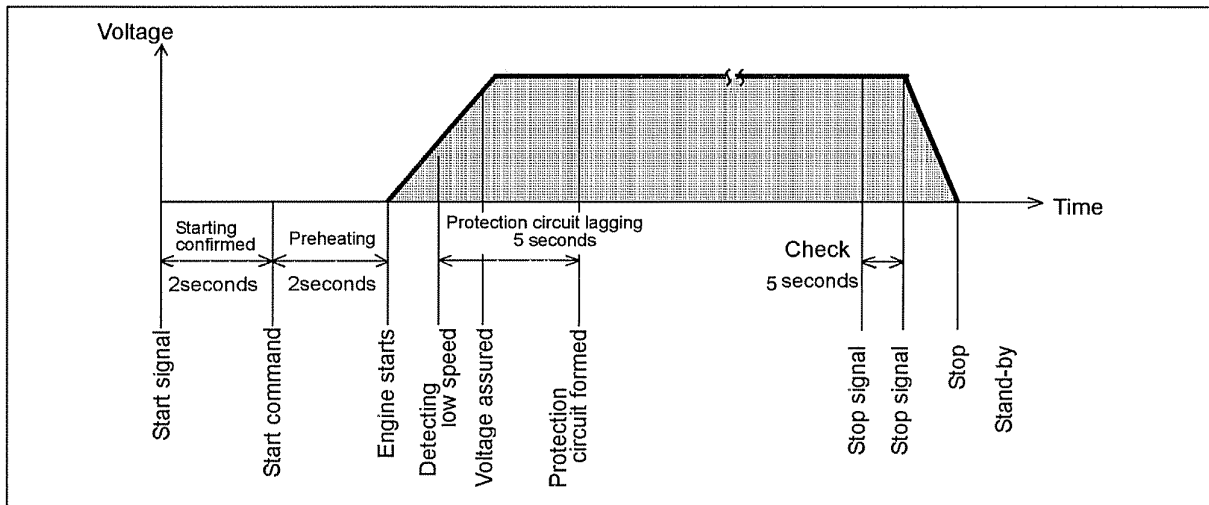 Voltage
Time
Starting
confirmed
2seconds
Preheating
2seconds
Protection circuit lagging
5 seconds
Check
5 seconds
Start signal
Start command
Engine starts
Detecting
low speed
Voltage assured
Protection
circuit formed
Stop signal
Stop signal
Stop
Stand-by